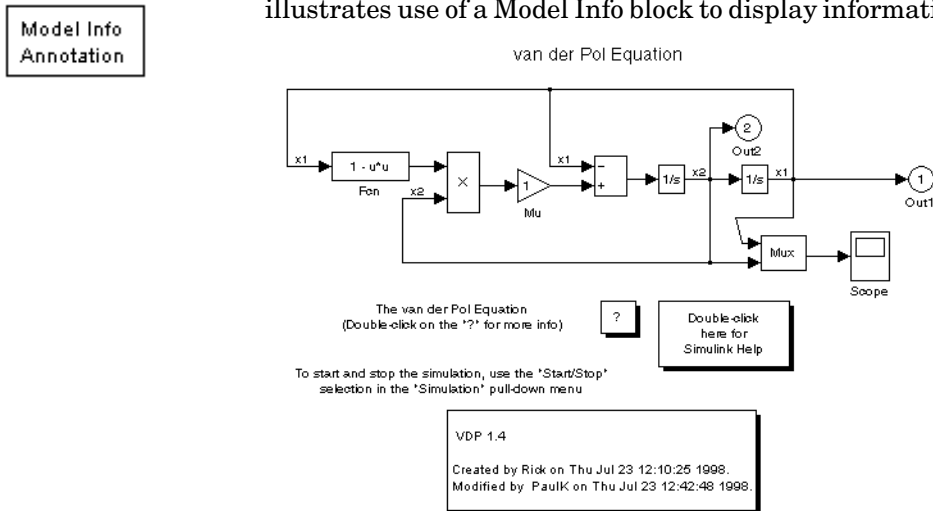 illustrates use of a Model Info block to display informati
Model Info
Annotation
van der Pol Equation
x1
1 - u*u
Fcn
x2
×
1
Mu
x1
−
+
1/s
x2
2
Out2
1/s
x1
1
Out1
Mux
Scope
The van der Pol Equation
(Double-click on the "?" for more info)
?
Double-click
here for
Simulink Help
To start and stop the simulation, use the "Start/Stop"
selection in the "Simulation" pull-down menu
VDP 1.4
Created by Rick on Thu Jul 23 12:10:25 1998.
Modified by PaulK on Thu Jul 23 12:42:48 1998.